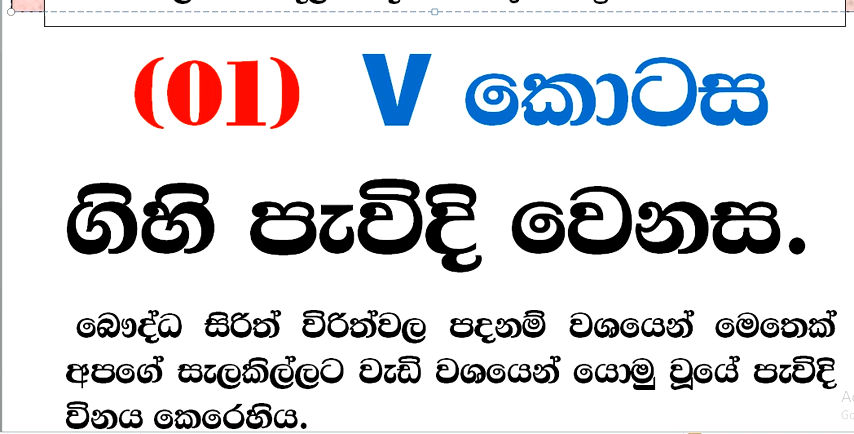 (01) V කොටස
ගිහි පැවිදි වෙනස.
බෞද්ධ සිරිත් විරිත්වල පදනම් වශයෙන් මෙතෙක්
අපගේ සැලකිල්ලට වැඩි වශයෙන් යොමු වූයේ පැවිදි
විනය කෙරෙහිය.